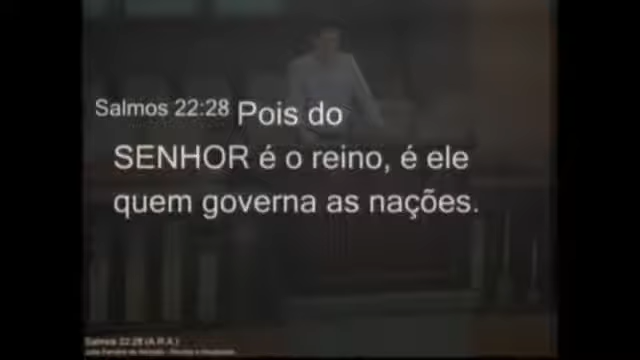 Salmos 22:28 Pois do
SENHOR é o reino, é ele
quem governa as nações.
Salmos 22:28 (A.R.A.)